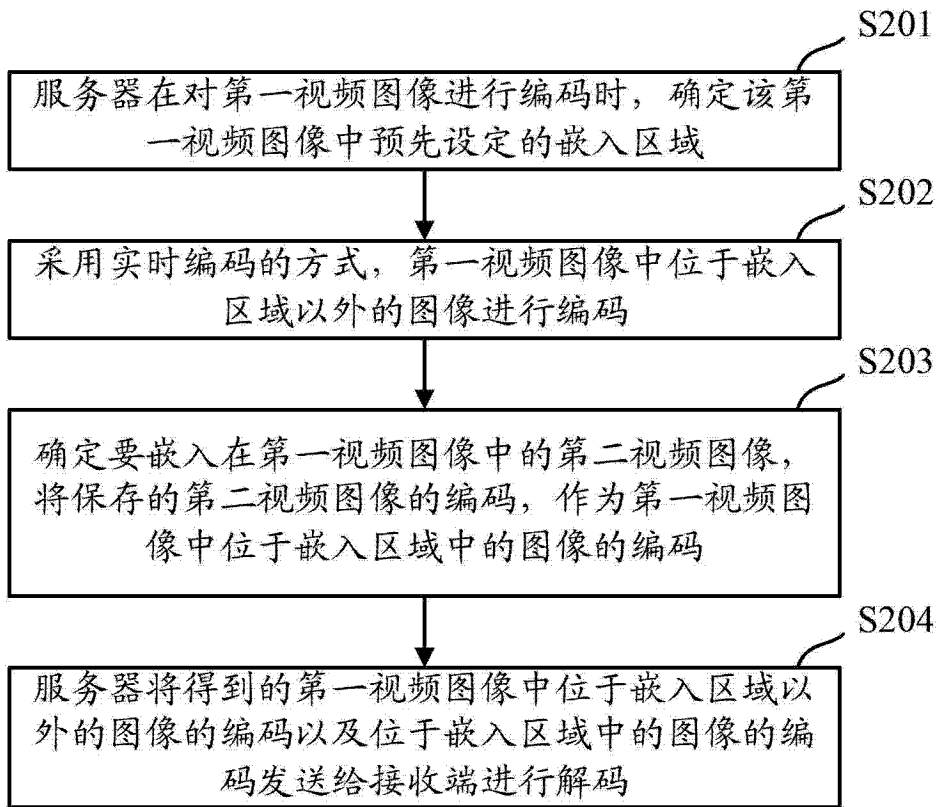 S201
服务器在对第一视频图像进行编码时，确定该第
一视频图像中预先设定的嵌入区域
S202
采用实时编码的方式，第一视频图像中位于嵌入
区域以外的图像进行编码
S203
确定要嵌入在第一视频图像中的第二视频图像，
将保存的第二视频图像的编码，作为第一视频图
像中位于嵌入区域中的图像的编码
S204
服务器将得到的第一视频图像中位于嵌入区域以
外的图像的编码以及位于嵌入区域中的图像的编
码发送给接收端进行解码